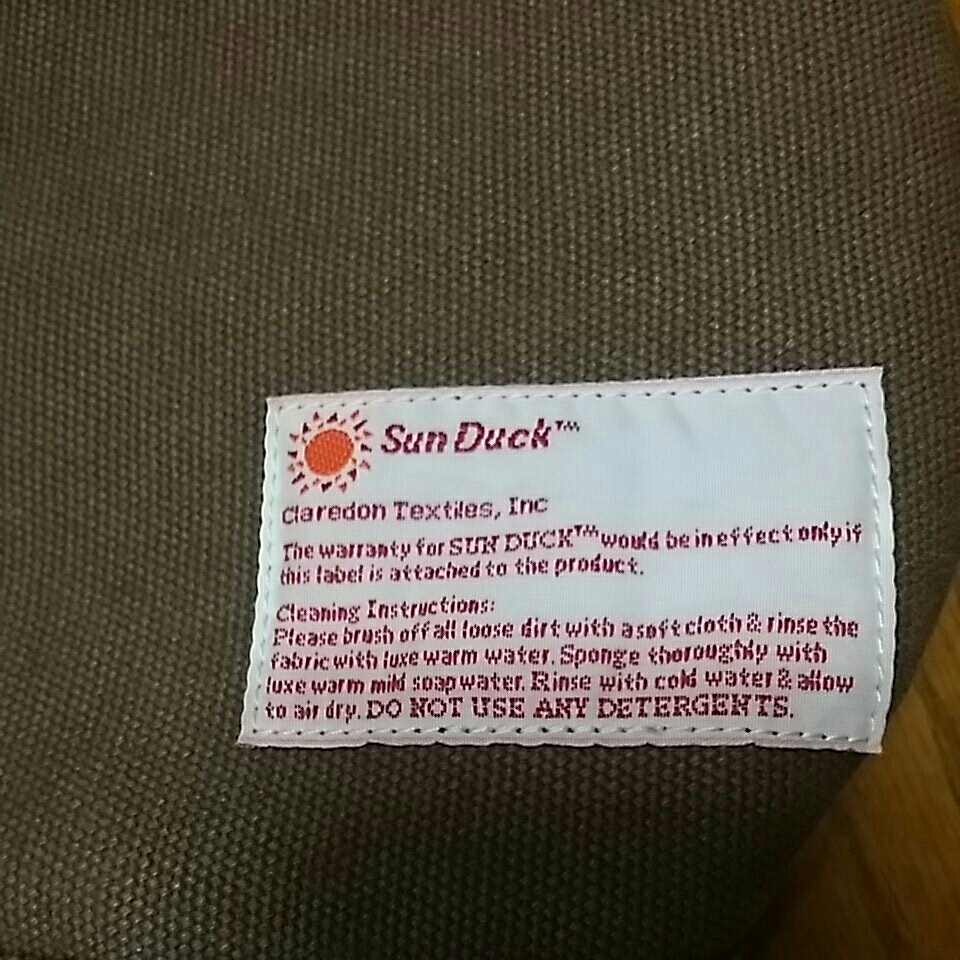 Sun Duck™
Claredon Textiles, Inc
The warranty for SUN DUCK™ would be in effect only if
this label is attached to the product.
Cleaning Instructions:
Please brush off all loose dirt with a soft cloth & rinse the
fabric with luxe warm water. Sponge thoroughly with
luxe warm mild soap water. Rinse with cold water & allow
to air dry. DO NOT USE ANY DETERGENTS.